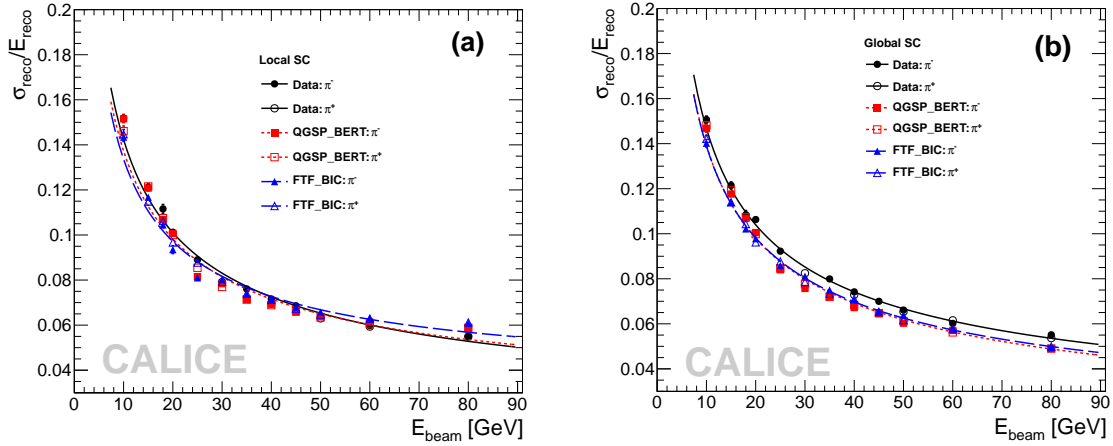 σreco/Ereco
0.2
0.18
0.16
0.14
0.12
0.1
0.08
0.06
0.04
(a)
Local SC
Data: π⁻
Data: π⁺
QGSP_BERT: π⁻
QGSP_BERT: π⁺
FTF_BIC: π⁻
FTF_BIC: π⁺
CALICE
0 10 20 30 40 50 60 70 80 90
Ebeam [GeV]
σreco/Ereco
0.2
0.18
0.16
0.14
0.12
0.1
0.08
0.06
0.04
(b)
Global SC
Data: π⁻
Data: π⁺
QGSP_BERT: π⁻
QGSP_BERT: π⁺
FTF_BIC: π⁻
FTF_BIC: π⁺
CALICE
0 10 20 30 40 50 60 70 80 90
Ebeam [GeV]